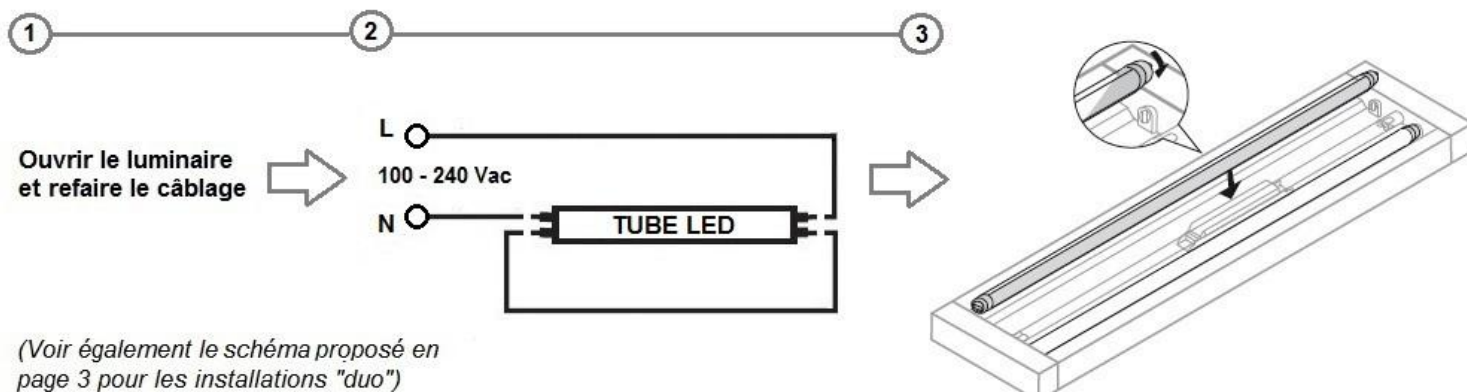 1
2
3
Ouvrir le luminaire
et refaire le câblage
L
100 - 240 Vac
N
TUBE LED
(Voir également le schéma proposé en
page 3 pour les installations "duo")